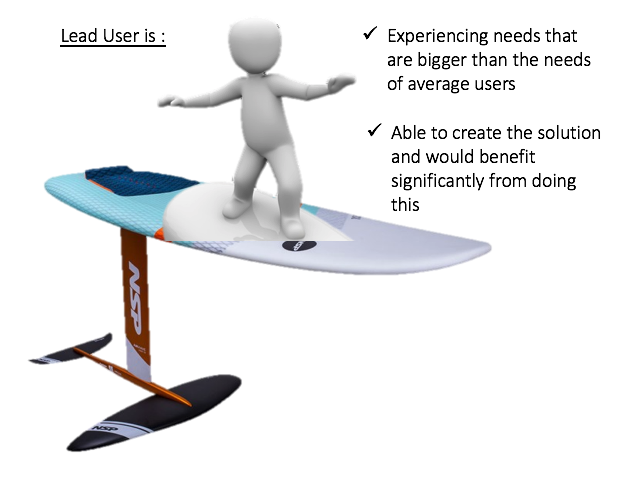 Lead User is :
✓ Experiencing needs that
are bigger than the needs
of average users
✓ Able to create the solution
and would benefit
significantly from doing
this
NSP
NSP